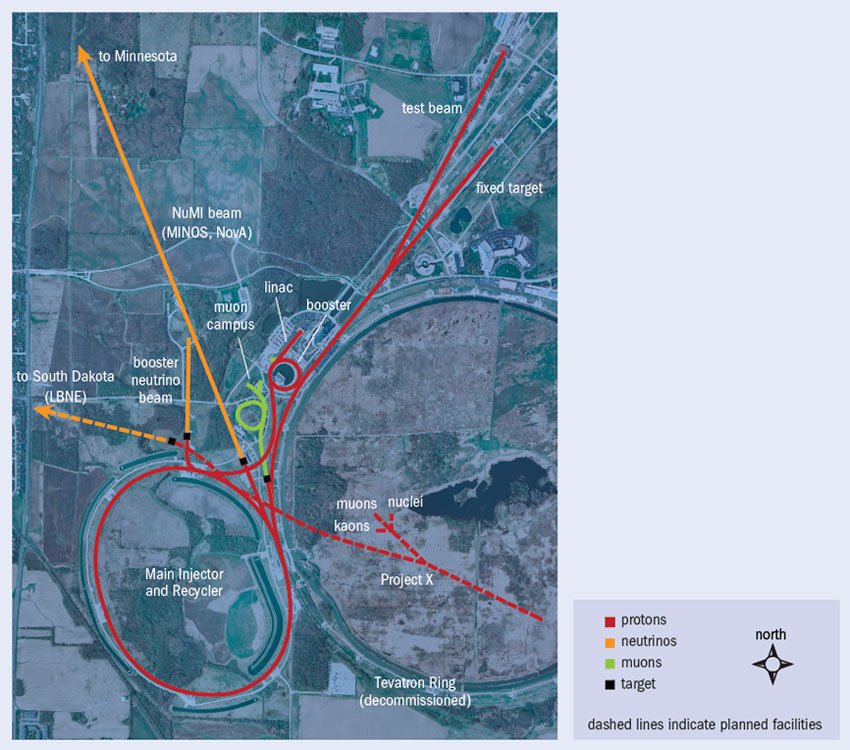 to Minnesota
test beam
fixed target
NuMI beam
(MINOS, NovA)
linac
muon
campus
booster
booster
neutrino
beam
to South Dakota
(LBNE)
muons
nuclei
kaons
Project X
Main Injector
and Recycler
Tevatron Ring
(decommissioned)
protons
neutrinos
muons
target
north
dashed lines indicate planned facilities